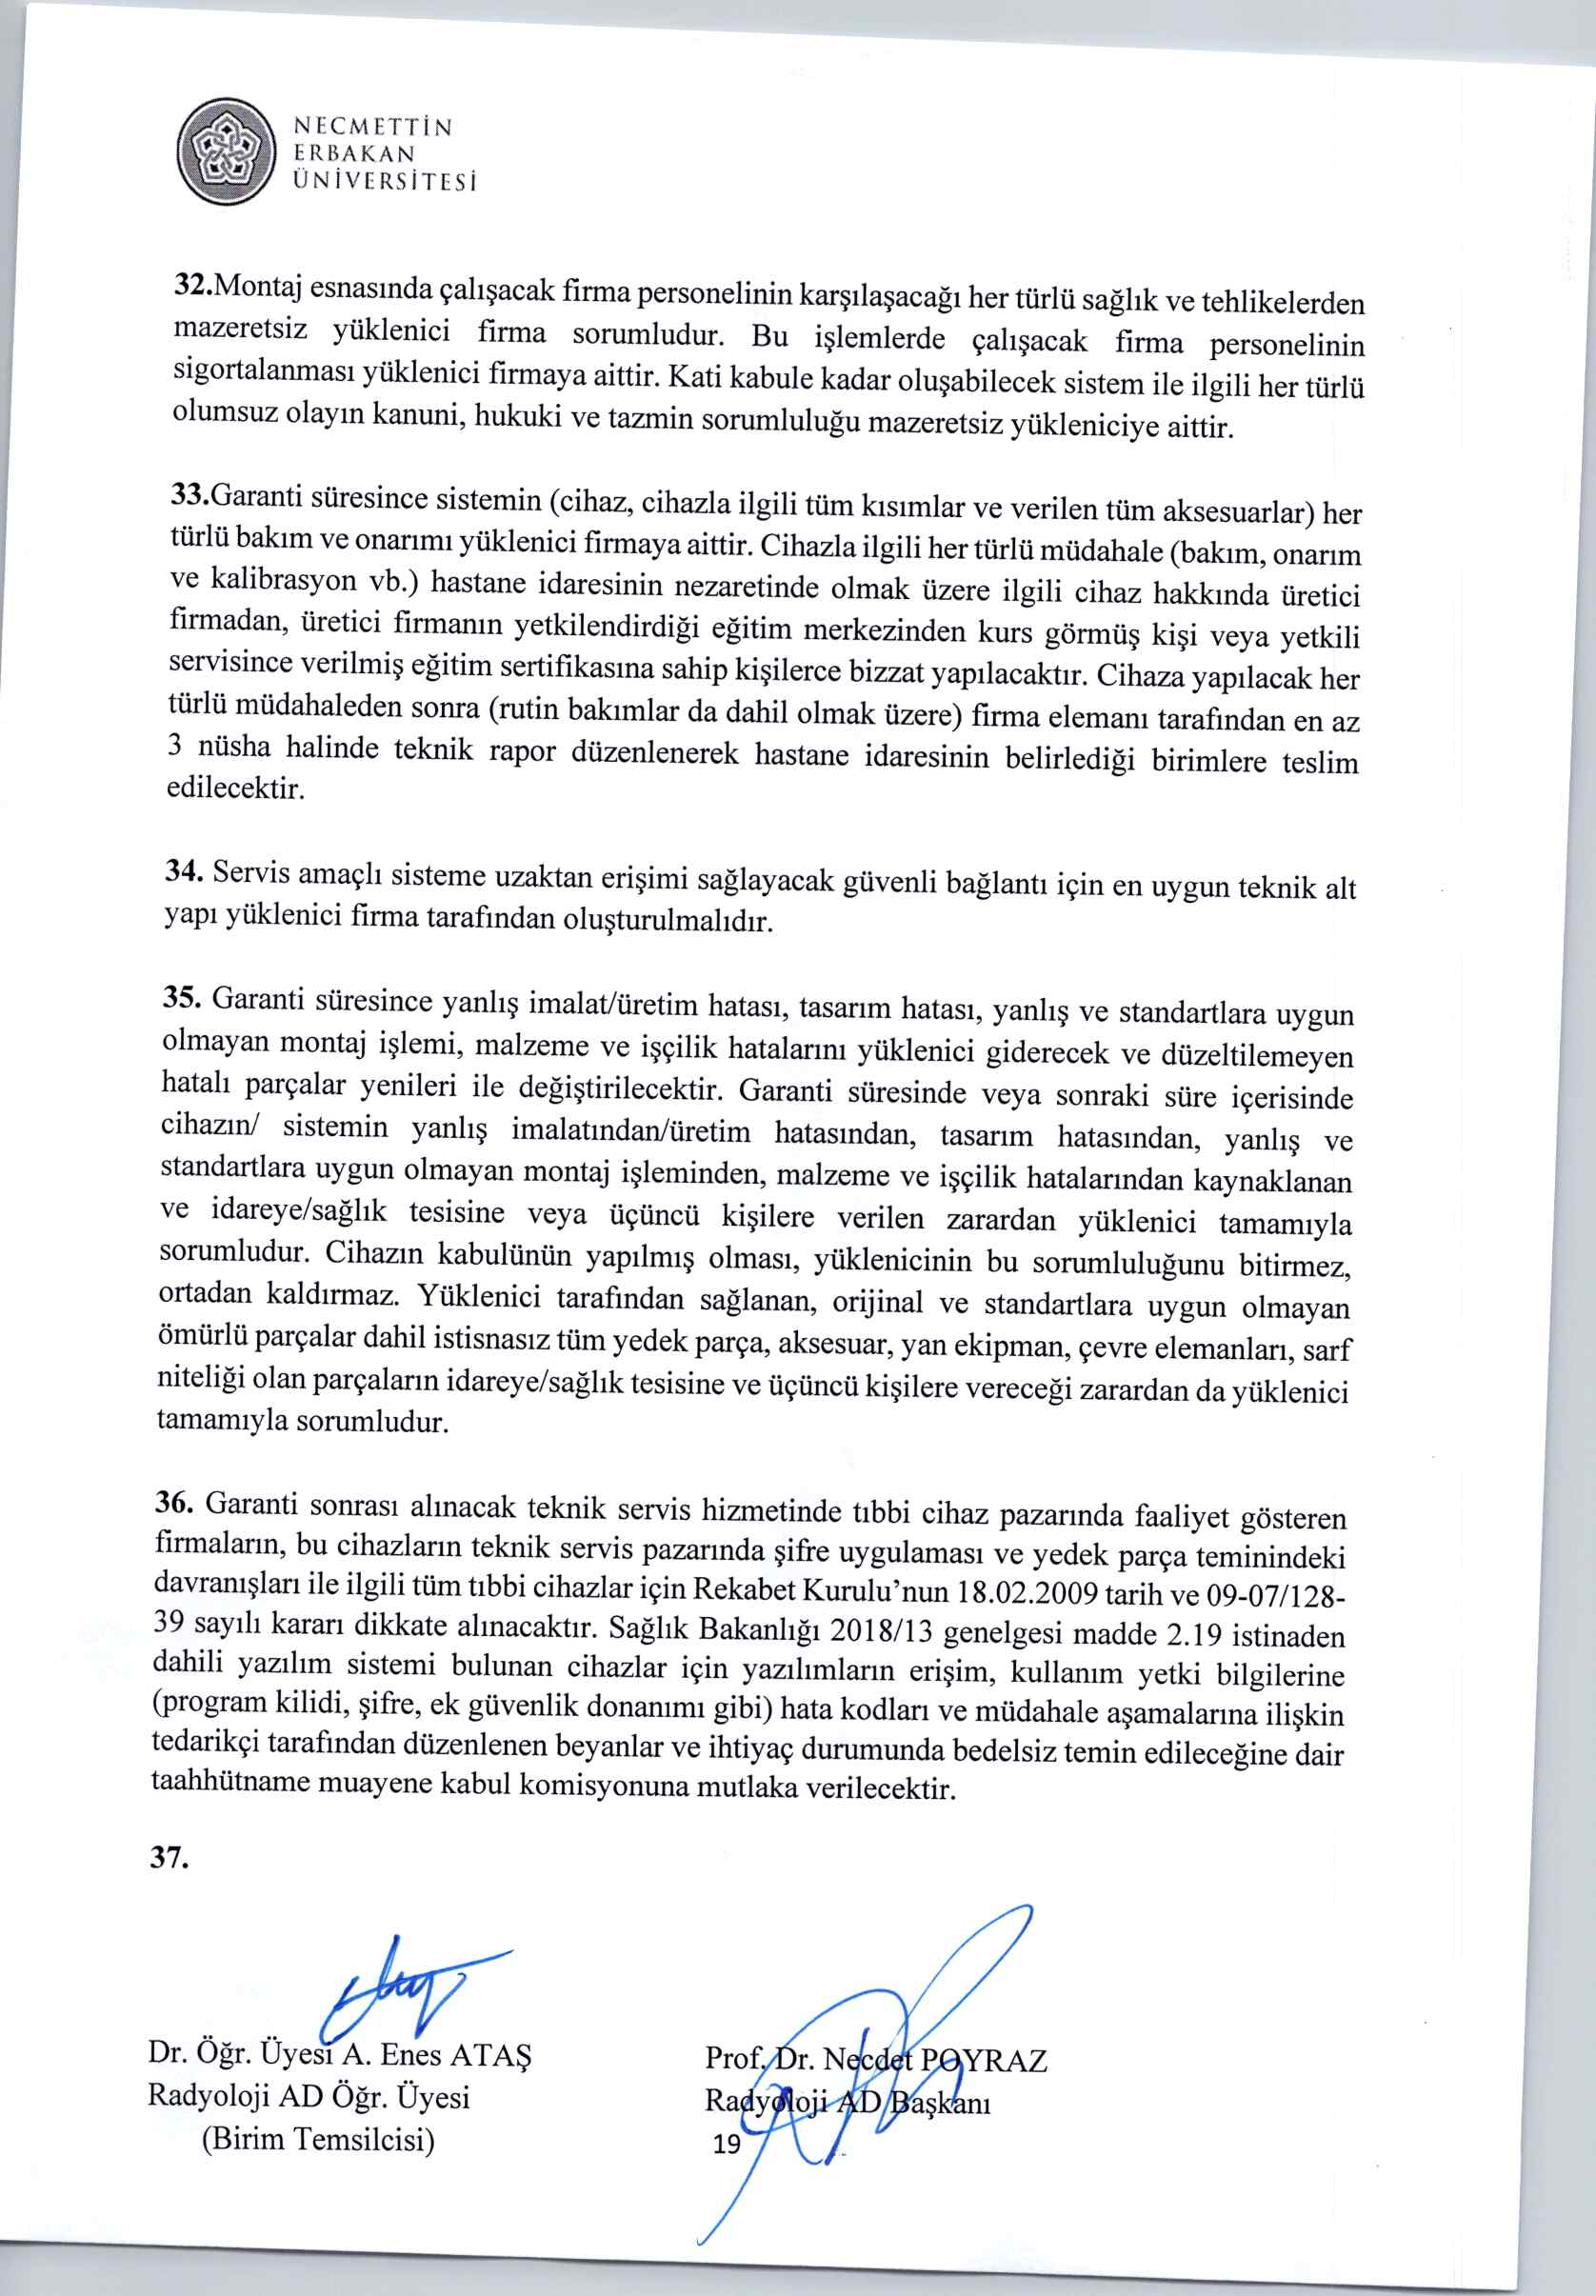 NECMETTİN
ERBAKAN
ÜNİVERSİTESİ
32.Montaj esnasında çalışacak firma personelinin karşılaşacağı her türlü sağlık ve tehlikelerden
mazeretsiz yüklenici firma sorumludur. Bu işlemlerde çalışacak firma personelinin
sigortalanması yüklenici firmaya aittir. Kati kabule kadar oluşabilecek sistem ile ilgili her türlü
olumsuz olayın kanuni, hukuki ve tazmin sorumluluğu mazeretsiz yükleniciye aittir.
33.Garanti süresince sistemin (cihaz, cihazla ilgili tüm kısımlar ve verilen tüm aksesuarlar) her
türlü bakım ve onarımı yüklenici firmaya aittir. Cihazla ilgili her türlü müdahale (bakım, onarım
ve kalibrasyon vb.) hastane idaresinin nezaretinde olmak üzere ilgili cihaz hakkında üretici
firmadan, üretici firmanın yetkilendirdiği eğitim merkezinden kurs görmüş kişi veya yetkili
servisince verilmiş eğitim sertifikasına sahip kişilerce bizzat yapılacaktır. Cihaza yapılacak her
türlü müdahaleden sonra (rutin bakımlar da dahil olmak üzere) firma elemanı tarafından en az
3 nüsha halinde teknik rapor düzenlenerek hastane idaresinin belirlediği birimlere teslim
edilecektir.
34. Servis amaçlı sisteme uzaktan erişimi sağlayacak güvenli bağlantı için en uygun teknik alt
yapı yüklenici firma tarafından oluşturulmalıdır.
35. Garanti süresince yanlış imalat/üretim hatası, tasarım hatası, yanlış ve standartlara uygun
olmayan montaj işlemi, malzeme ve işçilik hatalarını yüklenici giderecek ve düzeltilemeyen
hatalı parçalar yenileri ile değiştirilecektir. Garanti süresinde veya sonraki süre içerisinde
cihazın/ sistemin yanlış imalatından/üretim hatasından, tasarım hatasından, yanlış ve
standartlara uygun olmayan montaj işleminden, malzeme ve işçilik hatalarından kaynaklanan
ve idareye/sağlık tesisine veya üçüncü kişilere verilen zarardan yüklenici tamamıyla
sorumludur. Cihazın kabulünün yapılmış olması, yüklenicinin bu sorumluluğunu bitirmez,
ortadan kaldırmaz. Yüklenici tarafından sağlanan, orijinal ve standartlara uygun olmayan
ömürlü parçalar dahil istisnasız tüm yedek parça, aksesuar, yan ekipman, çevre elemanları, sarf
niteliği olan parçaların idareye/sağlık tesisine ve üçüncü kişilere vereceği zarardan da yüklenici
tamamıyla sorumludur.
36. Garanti sonrası alınacak teknik servis hizmetinde tıbbi cihaz pazarında faaliyet gösteren
firmaların, bu cihazların teknik servis pazarında şifre uygulaması ve yedek parça teminindeki
davranışları ile ilgili tüm tıbbi cihazlar için Rekabet Kurulu’nun 18.02.2009 tarih ve 09-07/128-
39 sayılı kararı dikkate alınacaktır. Sağlık Bakanlığı 2018/13 genelgesi madde 2.19 istinaden
dahili yazılım sistemi bulunan cihazlar için yazılımların erişim, kullanım yetki bilgilerine
(program kilidi, şifre, ek güvenlik donanımı gibi) hata kodları ve müdahale aşamalarına ilişkin
tedarikçi tarafından düzenlenen beyanlar ve ihtiyaç durumunda bedelsiz temin edileceğine dair
taahhütname muayene kabul komisyonuna mutlaka verilecektir.
37.
Dr. Öğr. Üyesi A. Enes ATAŞ
Radyoloji AD Öğr. Üyesi
(Birim Temsilcisi)
Prof. Dr. Necdet POYRAZ
Radyoloji AD Başkanı
19